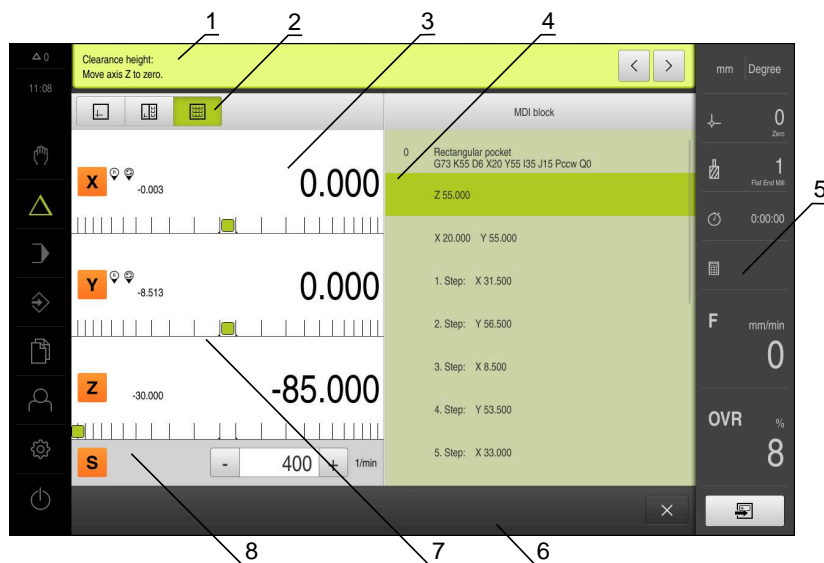 1
2
3
4
0
11:08
Clearance height:
Move axis Z to zero.
< >
mm Degree
MDI block
0 Rectangular pocket
G73 K55 D6 X20 Y55 I35 J15 Pccw Q0
Z 55.000
X 20.000 Y 55.000
1. Step: X 31.500
2. Step: Y 56.500
3. Step: X 8.500
4. Step: Y 53.500
5. Step: X 33.000
X R -0.003 0.000
Y R -8.513 0.000
Z -30.000 -85.000
S - 400 + 1/min
0
Zero
1
Flat End Mill
5
0:00:00
F mm/min
0
OVR %
8
8
7
6